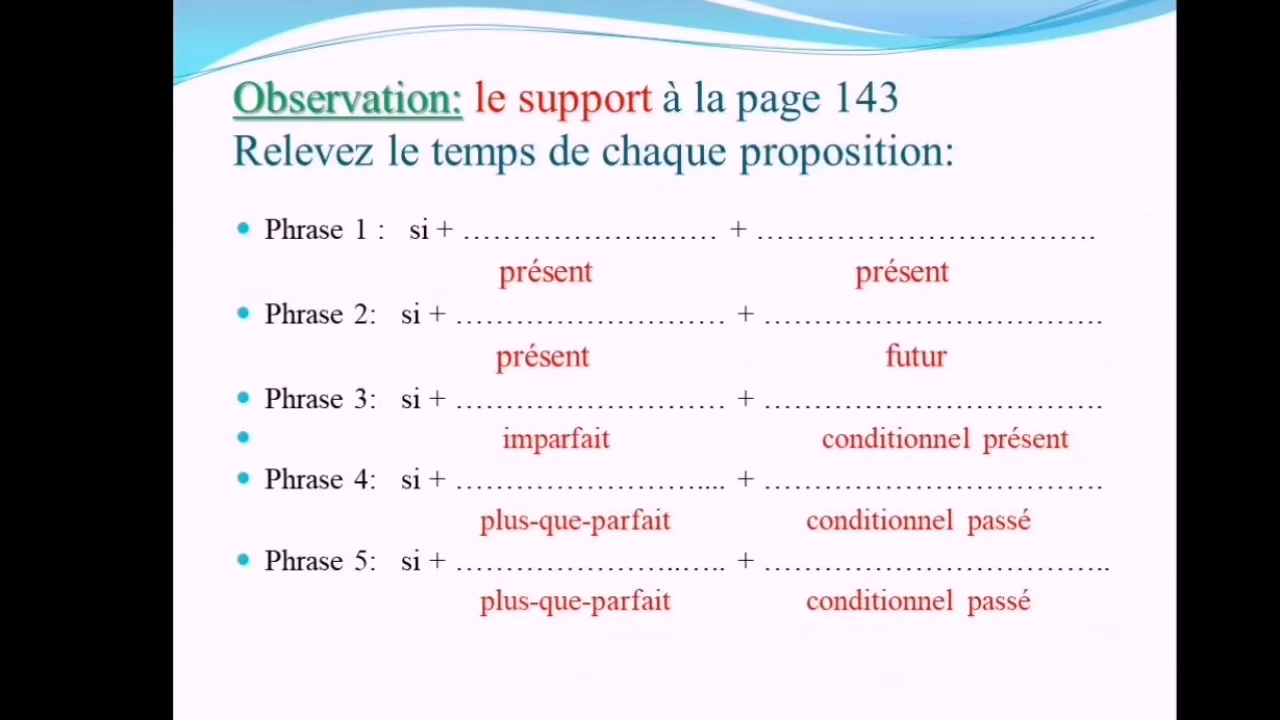 Observation: le support à la page 143
Relevez le temps de chaque proposition:
• Phrase 1 : si + ………………..…… + …………………………….
présent présent
• Phrase 2: si + ……………………… + …………………………….
présent futur
• Phrase 3: si + ……………………… + …………………………….
• imparfait conditionnel présent
• Phrase 4: si + ……………………... + …………………………….
plus-que-parfait conditionnel passé
• Phrase 5: si + …………………..….. + ……………………………..
plus-que-parfait conditionnel passé